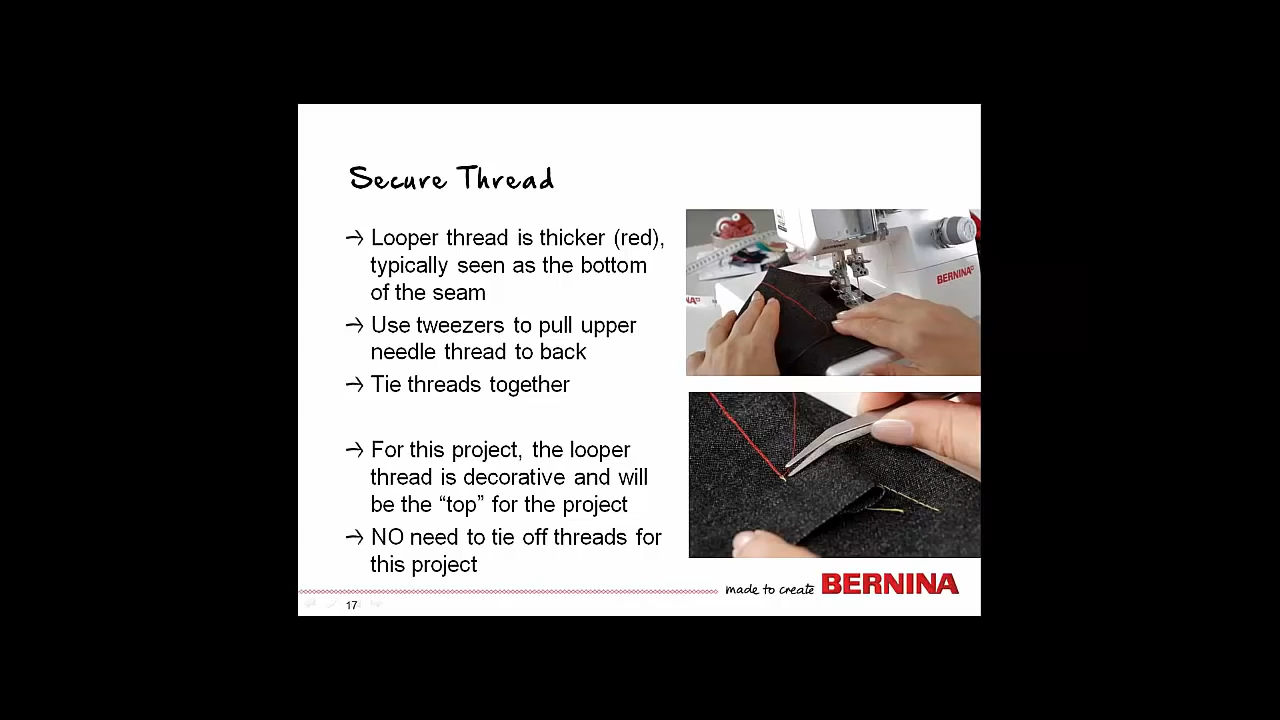 Secure Thread
→ Looper thread is thicker (red),
typically seen as the bottom
of the seam
→ Use tweezers to pull upper
needle thread to back
→ Tie threads together
→ For this project, the looper
thread is decorative and will
be the “top” for the project
→ NO need to tie off threads for
this project
BERNINA
made to create BERNINA
17